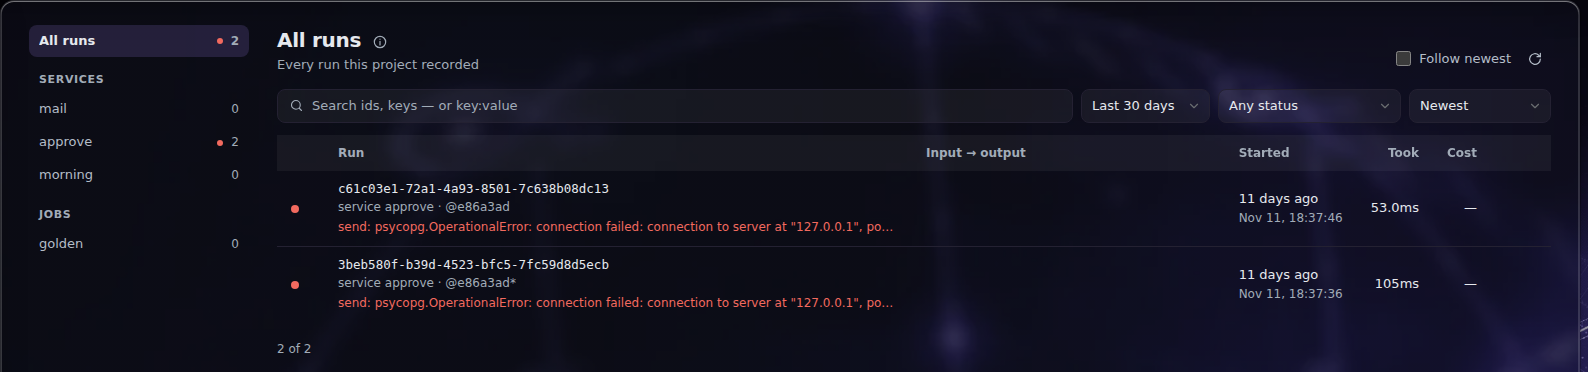 All runs 2
SERVICES
mail 0
approve 2
morning 0
JOBS
golden 0
All runs
Every run this project recorded
Follow newest
Search ids, keys — or key:value
Last 30 days
Any status
Newest
Run Input → output Started Took Cost
c61c03e1-72a1-4a93-8501-7c638b08dc13
service approve · @e86a3ad
send: psycopg.OperationalError: connection failed: connection to server at "127.0.0.1", po…
11 days ago
Nov 11, 18:37:46
53.0ms
—
3beb580f-b39d-4523-bfc5-7fc59d8d5ecb
service approve · @e86a3ad*
send: psycopg.OperationalError: connection failed: connection to server at "127.0.0.1", po…
11 days ago
Nov 11, 18:37:36
105ms
—
2 of 2